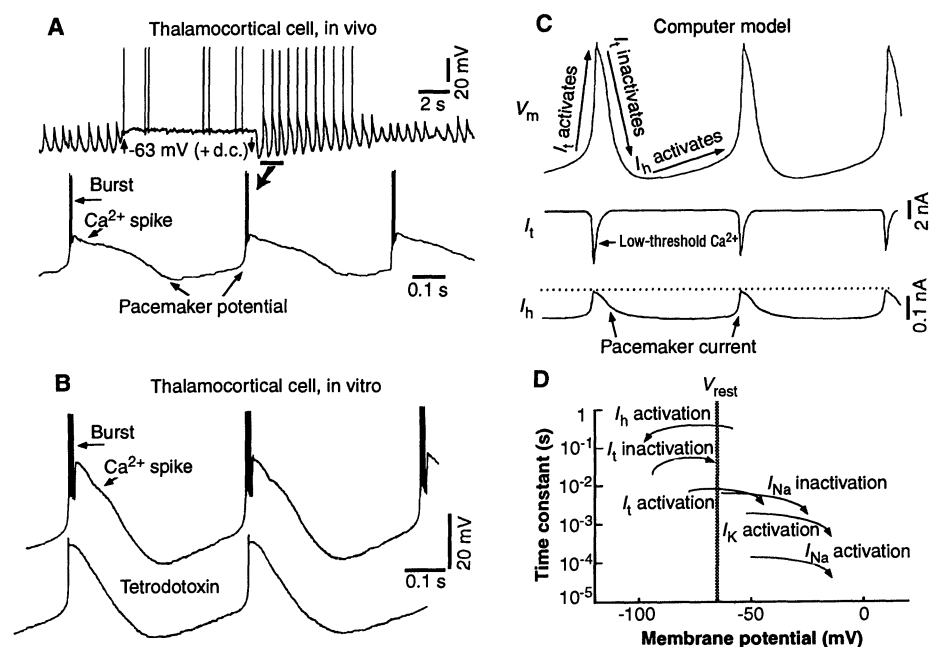 A
Thalamocortical cell, in vivo
20 mV
2 s
-63 mV (+d.c.)
Burst
Ca2+ spike
Pacemaker potential
0.1 s
B
Thalamocortical cell, in vitro
Burst
Ca2+ spike
20 mV
0.1 s
Tetrodotoxin
C
Computer model
Vm
It activates
It inactivates
Ih activates
It
Low-threshold Ca2+
2 nA
Ih
0.1 nA
Pacemaker current
D
Vrest
Time constant (s)
1
10-1
10-2
10-3
10-4
10-5
Ih activation
It inactivation
It activation
INa inactivation
IK activation
INa activation
-100
-50
0
Membrane potential (mV)